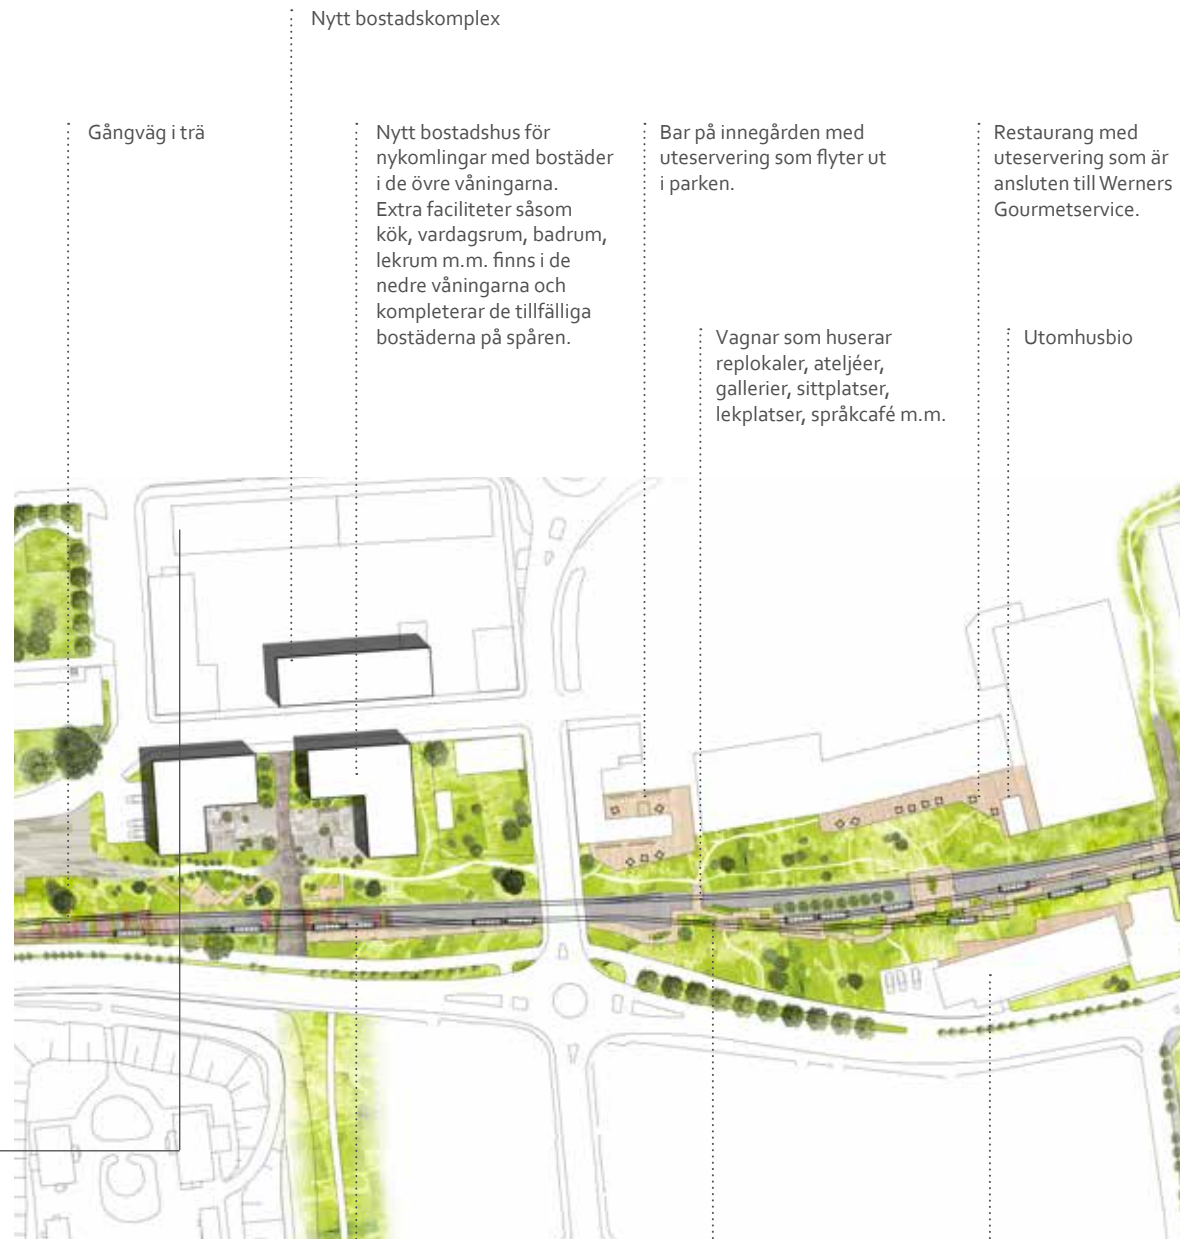 Nytt bostadskomplex
Gångväg i trä
Nytt bostadshus för
nykomlingar med bostäder
i de övre våningarna.
Extra faciliteter såsom
kök, vardagsrum, badrum,
lekrum m.m. finns i de
nedre våningarna och
kompleterar de tillfälliga
bostäderna på spåren.
Bar på innegården med
uteservering som flyter ut
i parken.
Vagnar som huserar
replokaler, ateljéer,
gallerier, sittplatser,
lekplatser, språkcafé m.m.
Restaurang med
uteservering som är
ansluten till Werners
Gourmetservice.
Utomhusbio